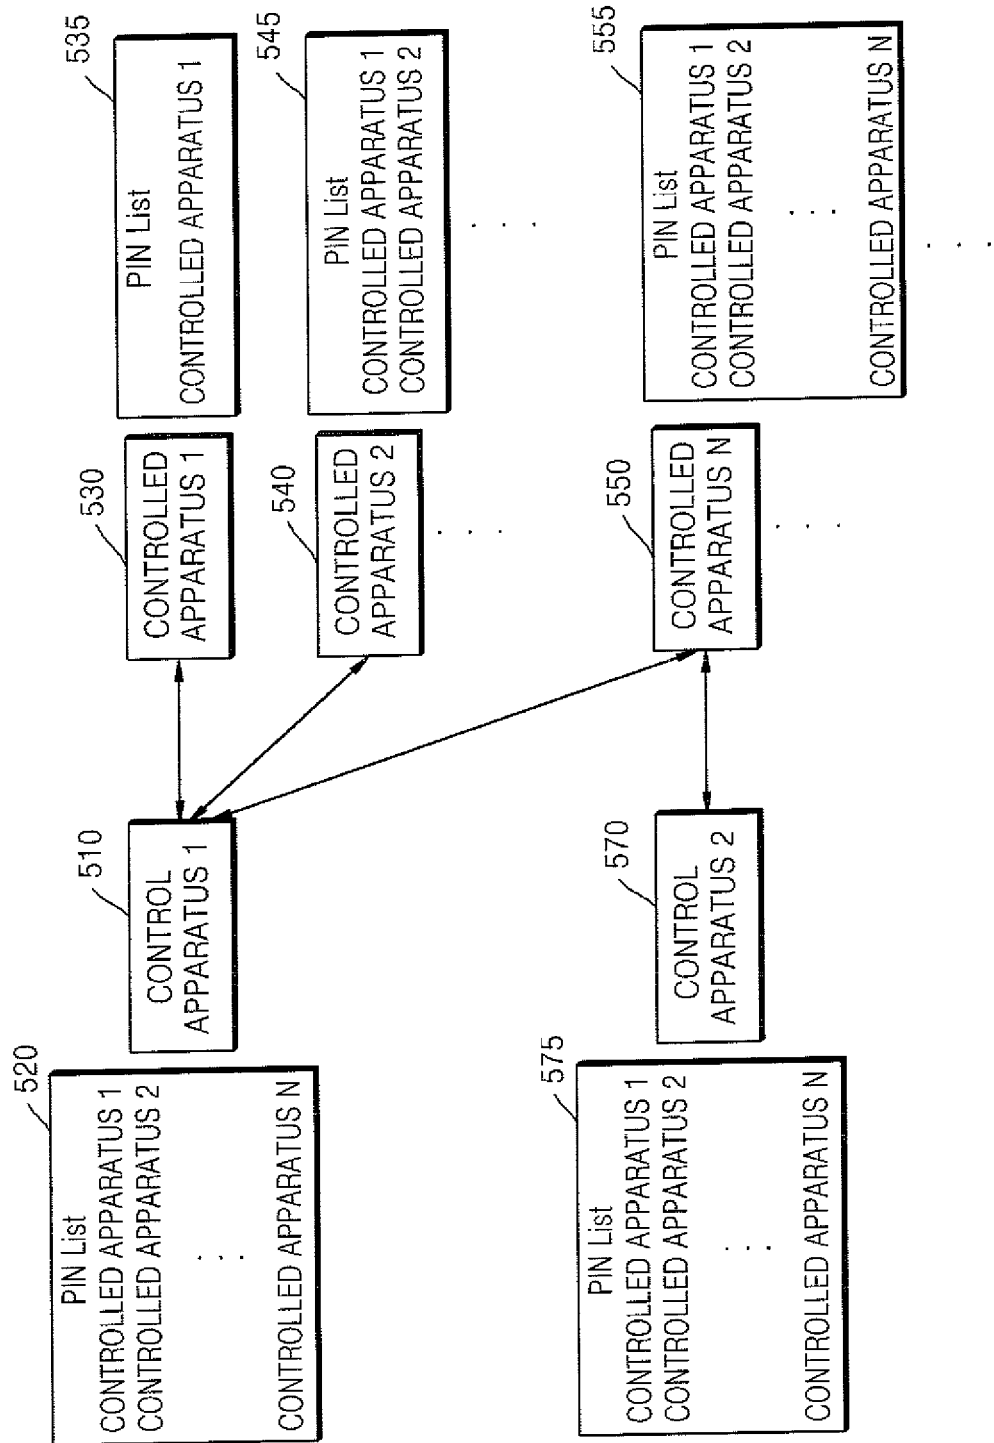 520
PIN List
CONTROLLED APPARATUS 1
CONTROLLED APPARATUS 2
. . .
CONTROLLED APPARATUS N
510
CONTROL
APPARATUS 1
530
CONTROLLED
APPARATUS 1
535
PIN List
CONTROLLED APPARATUS 1
540
CONTROLLED
APPARATUS 2
. . .
545
PIN List
CONTROLLED APPARATUS 1
CONTROLLED APPARATUS 2
. . .
575
PIN List
CONTROLLED APPARATUS 1
CONTROLLED APPARATUS 2
. . .
CONTROLLED APPARATUS N
570
CONTROL
APPARATUS 2
550
CONTROLLED
APPARATUS N
. . .
555
PIN List
CONTROLLED APPARATUS 1
CONTROLLED APPARATUS 2
. . .
CONTROLLED APPARATUS N
. . .